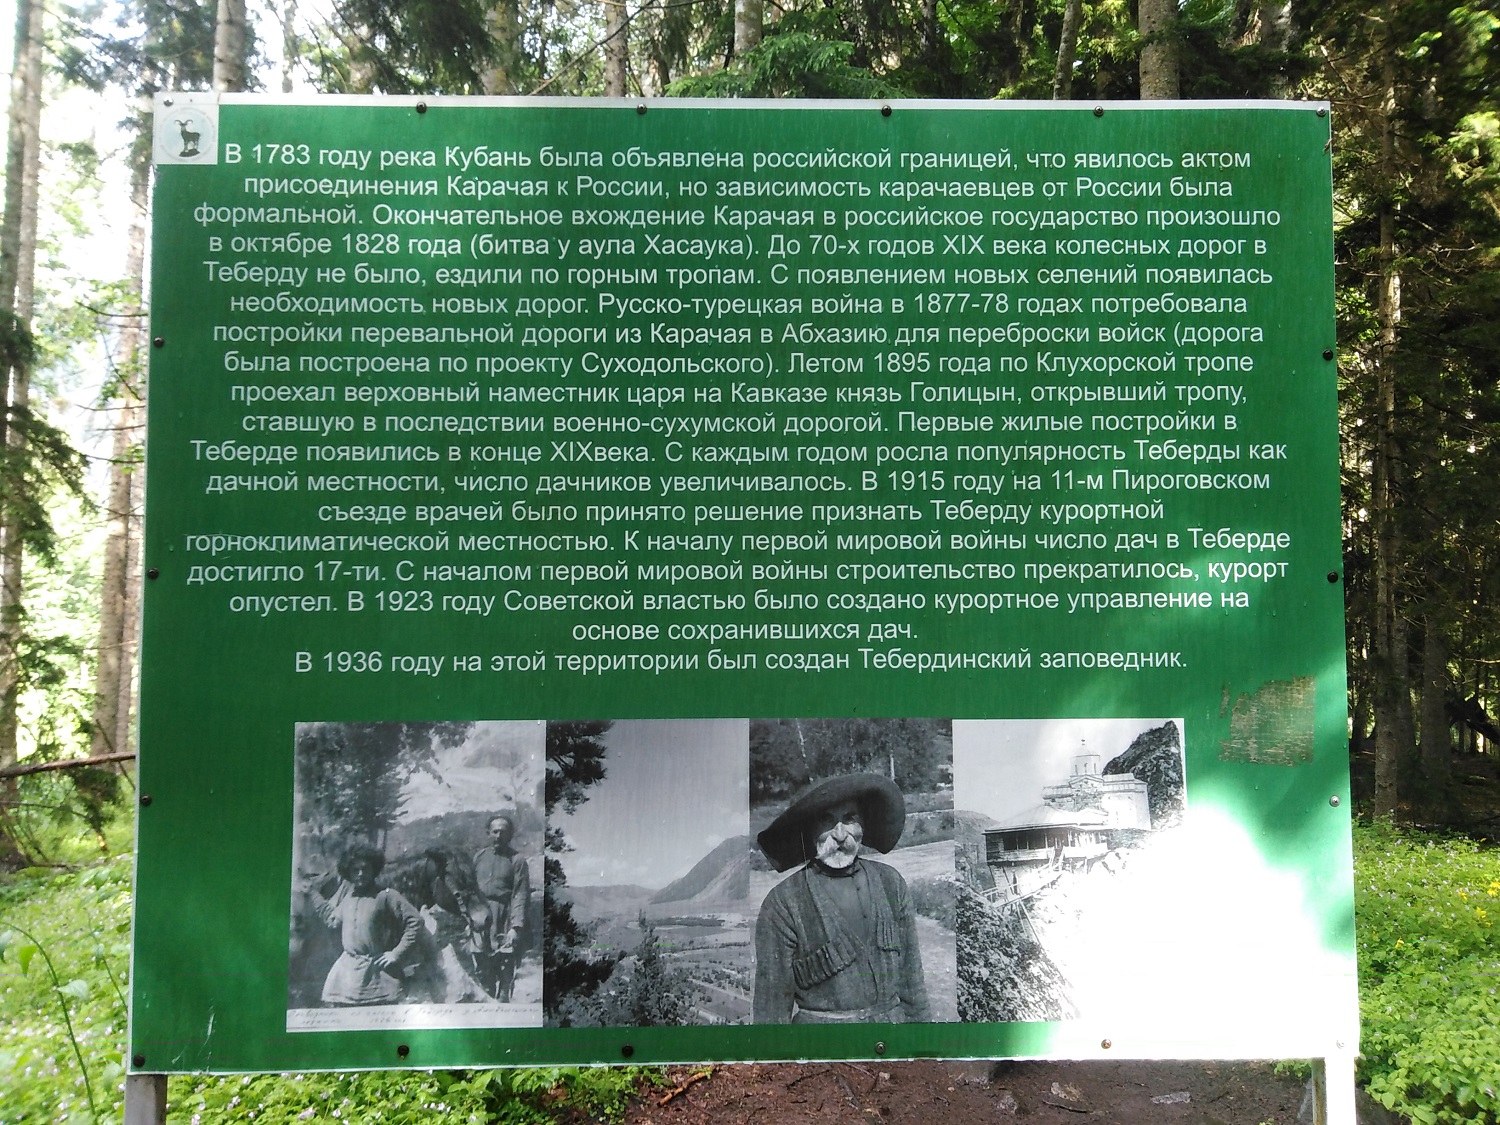 В 1783 году река Кубань была объявлена российской границей, что явилось актом
присоединения Карачая к России, но зависимость карачаевцев от России была
формальной. Окончательное вхождение Карачая в российское государство произошло
в октябре 1828 года (битва у аула Хасаука). До 70-х годов XIX века колесных дорог в
Теберду не было, ездили по горным тропам. С появлением новых селений появилась
необходимость новых дорог. Русско-турецкая война в 1877-78 годах потребовала
постройки перевальной дороги из Карачая в Абхазию для переброски войск (дорога
была построена по проекту Суходольского). Летом 1895 года по Клухорской тропе
проехал верховный наместник царя на Кавказе князь Голицын, открывший тропу,
ставшую в последствии военно-сухумской дорогой. Первые жилые постройки в
Теберде появились в конце XIXвека. С каждым годом росла популярность Теберды как
дачной местности, число дачников увеличивалось. В 1915 году на 11-м Пироговском
съезде врачей было принято решение признать Теберду курортной
горноклиматической местностью. К началу первой мировой войны число дач в Теберде
достигло 17-ти. С началом первой мировой войны строительство прекратилось, курорт
опустел. В 1923 году Советской властью было создано курортное управление на
основе сохранившихся дач.
В 1936 году на этой территории был создан Тебердинский заповедник.